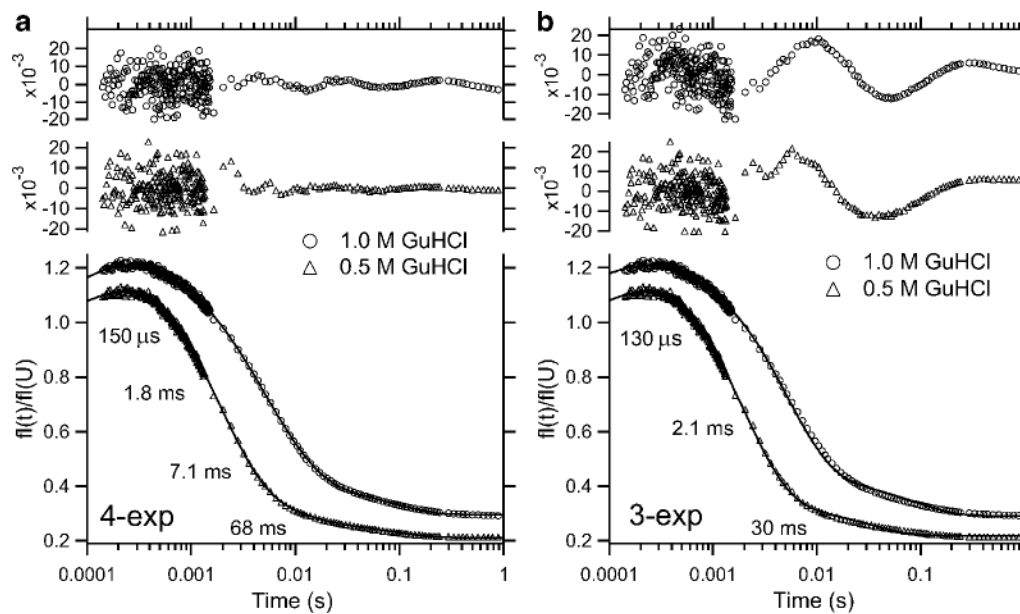 a
20
10
0
-10
-20
x10⁻³
20
10
0
-10
-20
x10⁻³
○ 1.0 M GuHCl
△ 0.5 M GuHCl
1.2
1.0
0.8
0.6
0.4
0.2
fl(t)/fl(U)
150 μs
1.8 ms
7.1 ms
68 ms
4-exp
0.0001
0.001
0.01
0.1
1
Time (s)
b
20
10
0
-10
-20
x10⁻³
20
10
0
-10
-20
x10⁻³
○ 1.0 M GuHCl
△ 0.5 M GuHCl
1.2
1.0
0.8
0.6
0.4
0.2
fl(t)/fl(U)
130 μs
2.1 ms
30 ms
3-exp
0.0001
0.001
0.01
0.1
Time (s)